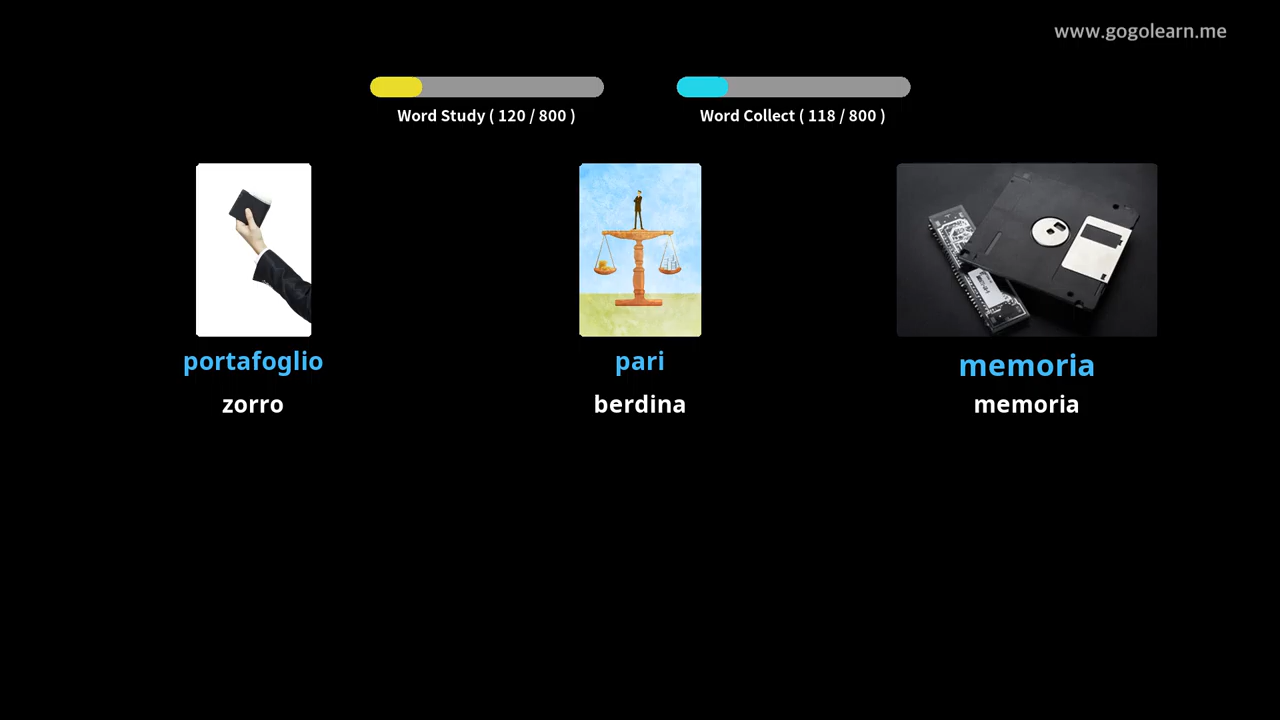 www.gogolearn.me
Word Study ( 120 / 800 )
Word Collect ( 118 / 800 )
portafoglio
pari
memoria
zorro
berdina
memoria